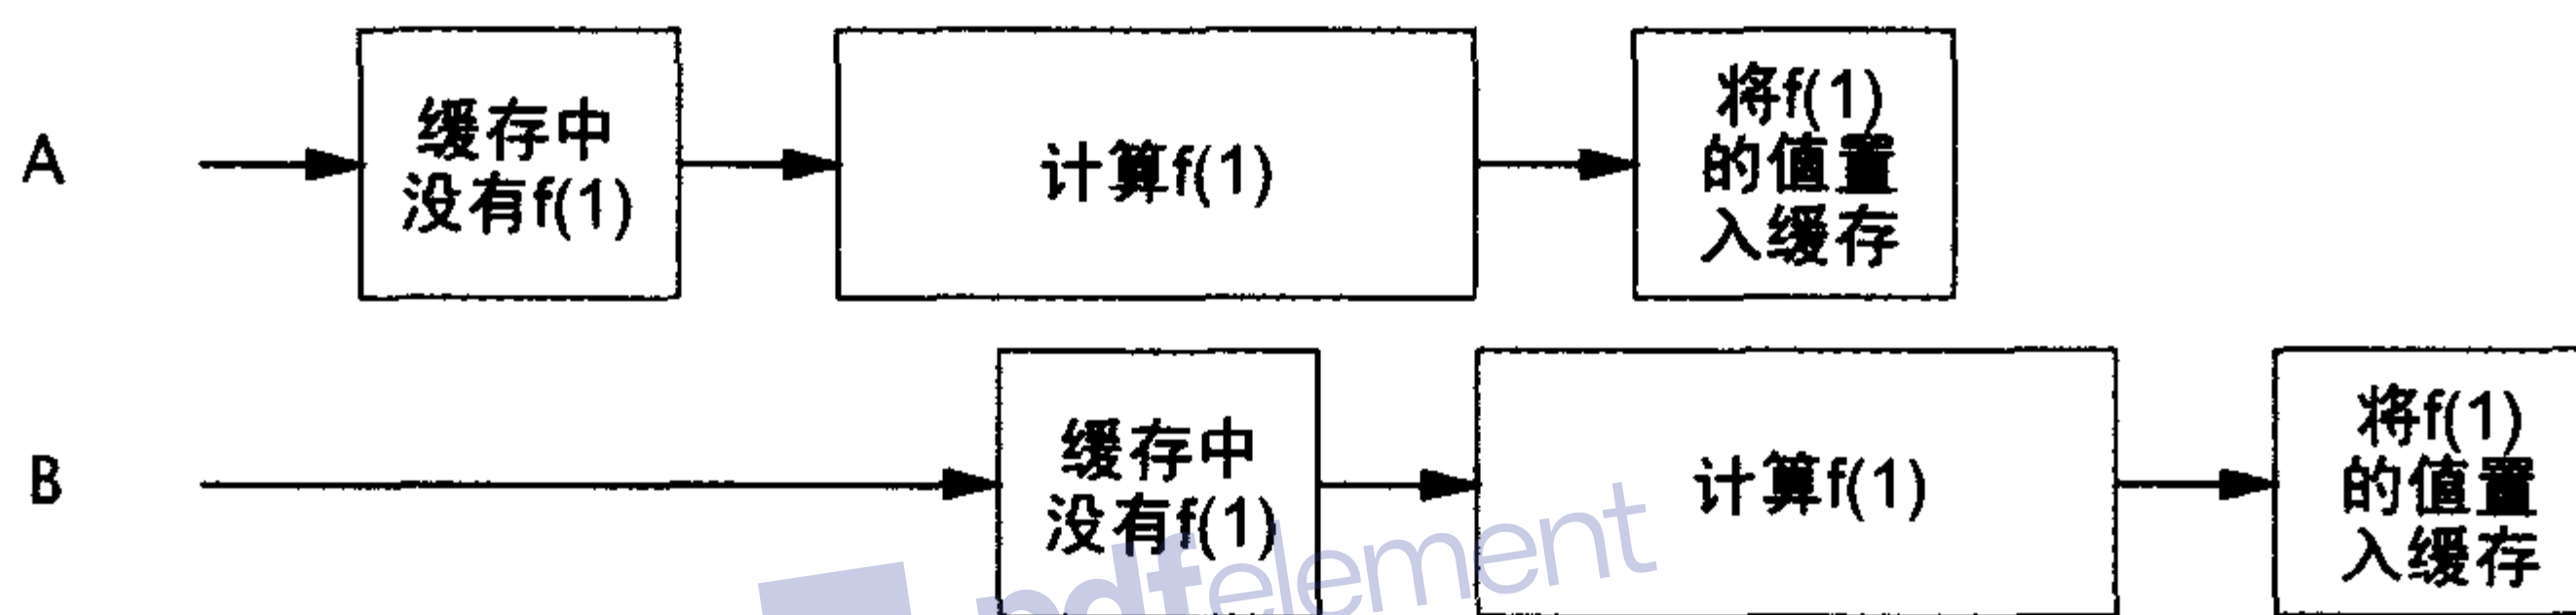 A
缓存中
没有f(1)
计算f(1)
将f(1)
的值置
入缓存
B
缓存中
没有f(1)
计算f(1)
将f(1)
的值置
入缓存
pdfelement